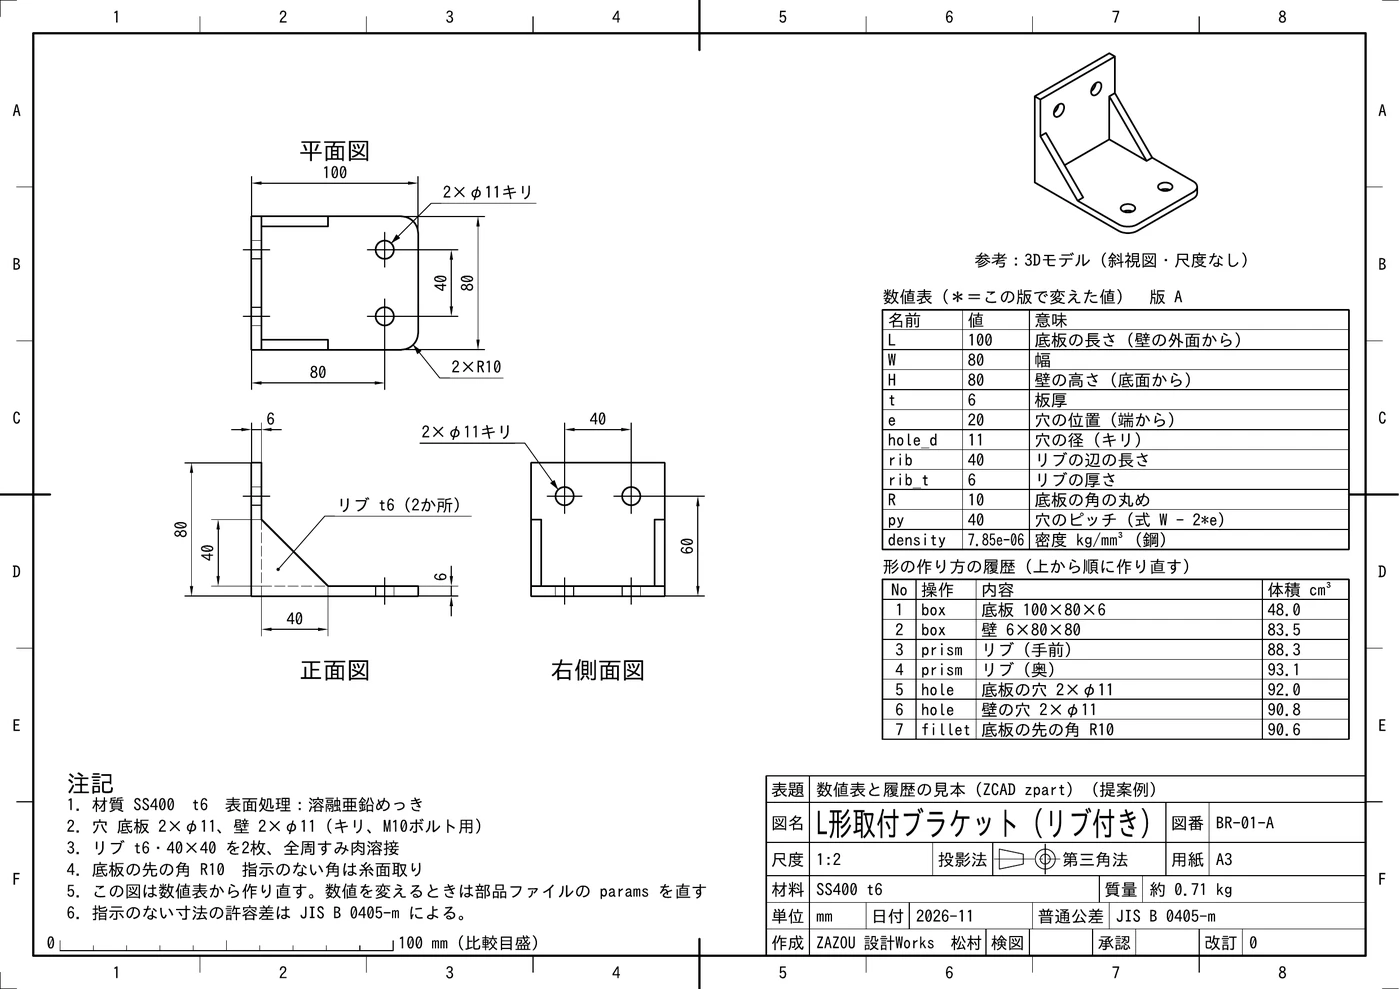 1 2 3 4 5 6 7 8
A A
B B
C C
D D
E E
F F
平面図
100
2×φ11キリ
40
80
80
2×R10
6
80
40
リブ t6（2か所）
6
40
正面図
2×φ11キリ
40
60
右側面図
参考：3Dモデル（斜視図・尺度なし）
数値表（＊＝この版で変えた値） 版 A
名前 値 意味
L 100 底板の長さ（壁の外面から）
W 80 幅
H 80 壁の高さ（底面から）
t 6 板厚
e 20 穴の位置（端から）
hole_d 11 穴の径（キリ）
rib 40 リブの辺の長さ
rib_t 6 リブの厚さ
R 10 底板の角の丸め
py 40 穴のピッチ（式 W - 2*e）
density 7.85e-06 密度 kg/mm³（鋼）
形の作り方の履歴（上から順に作り直す）
No 操作 内容 体積 cm³
1 box 底板 100×80×6 48.0
2 box 壁 6×80×80 83.5
3 prism リブ（手前） 88.3
4 prism リブ（奥） 93.1
5 hole 底板の穴 2×φ11 92.0
6 hole 壁の穴 2×φ11 90.8
7 fillet 底板の先の角 R10 90.6
注記
1. 材質 SS400 t6 表面処理：溶融亜鉛めっき
2. 穴 底板 2×φ11、壁 2×φ11（キリ、M10ボルト用）
3. リブ t6・40×40 を2枚、全周すみ肉溶接
4. 底板の先の角 R10 指示のない角は糸面取り
5. この図は数値表から作り直す。数値を変えるときは部品ファイルの params を直す
6. 指示のない寸法の許容差は JIS B 0405-m による。
0 100 mm（比較目盛）
表題 数値表と履歴の見本（ZCAD zpart）（提案例）
図名 L形取付ブラケット（リブ付き） 図番 BR-01-A
尺度 1:2 投影法 第三角法 用紙 A3
材料 SS400 t6 質量 約 0.71 kg
単位 mm 日付 2026-11 普通公差 JIS B 0405-m
作成 ZAZOU 設計Works 松村 検図 承認 改訂 0
1 2 3 4 5 6 7 8